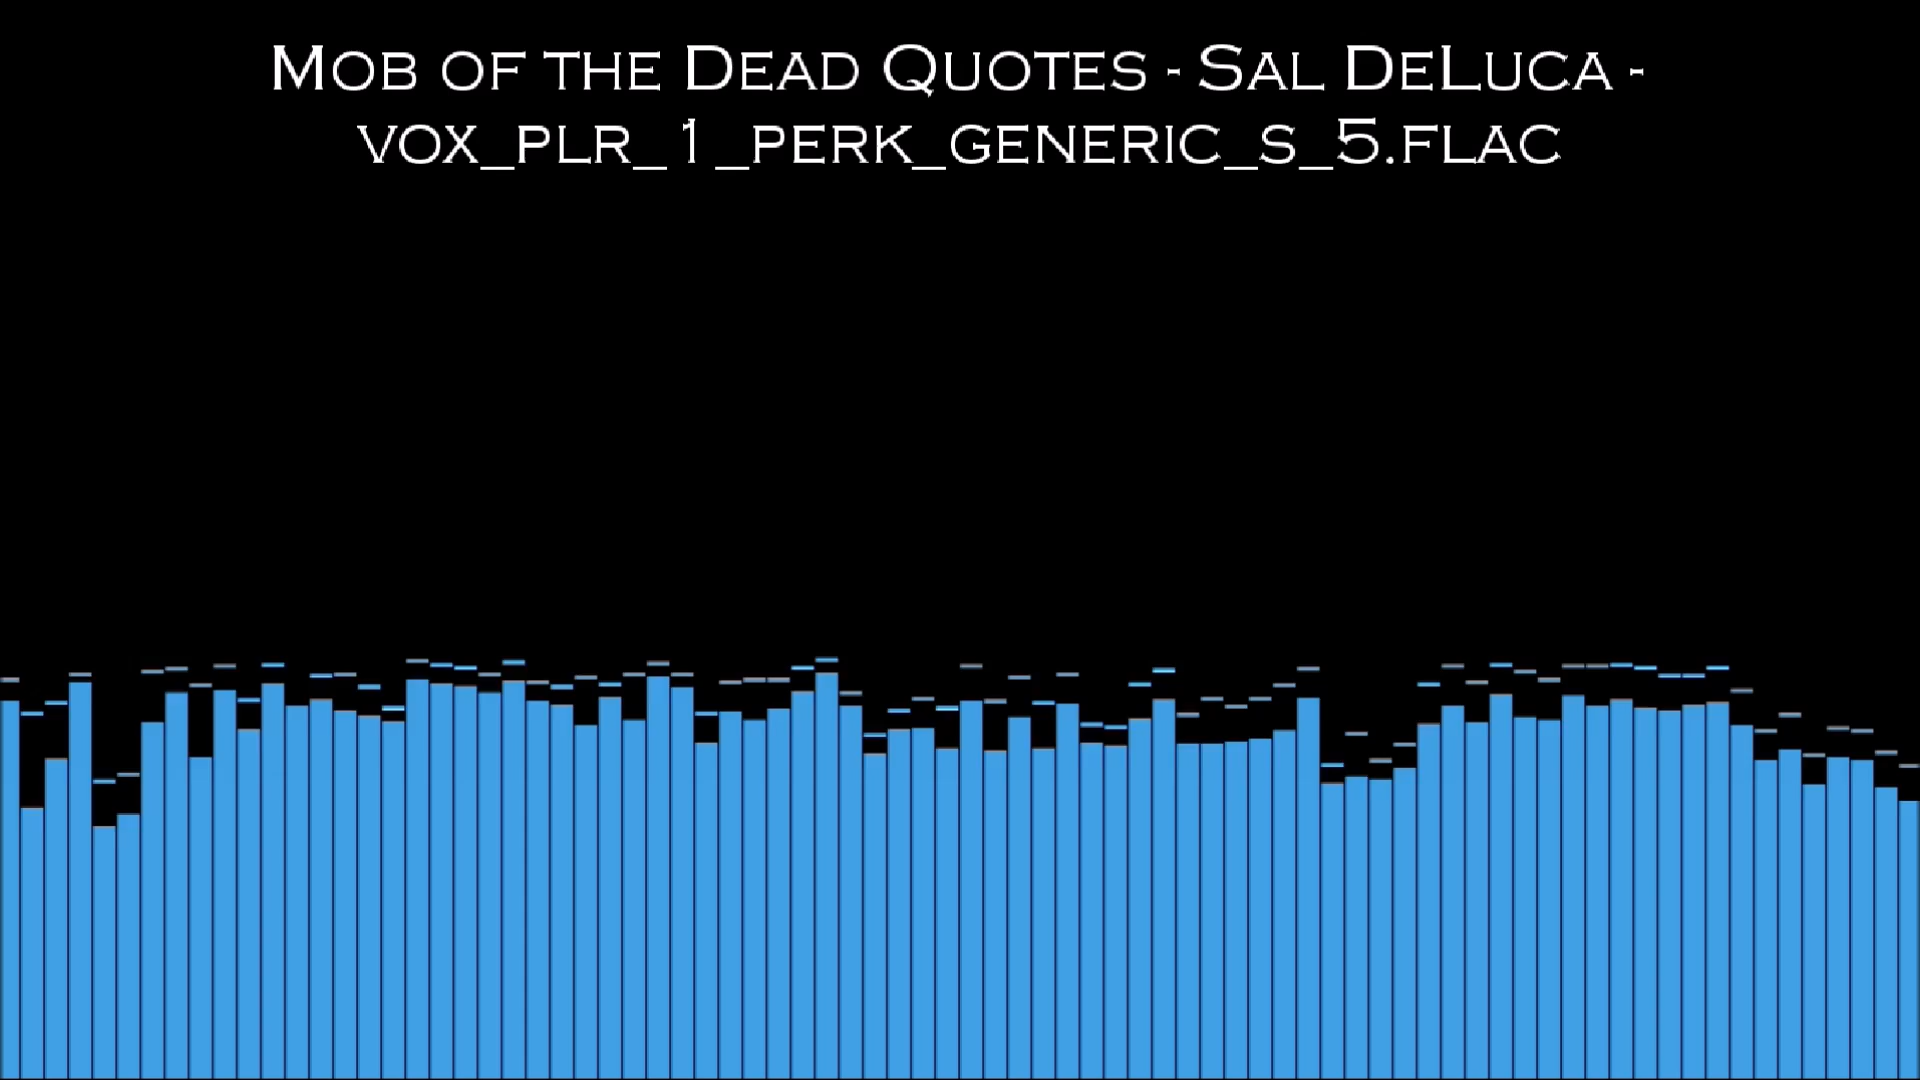 Mob of the Dead Quotes - Sal DeLuca -
vox_plr_1_perk_generic_s_5.flac